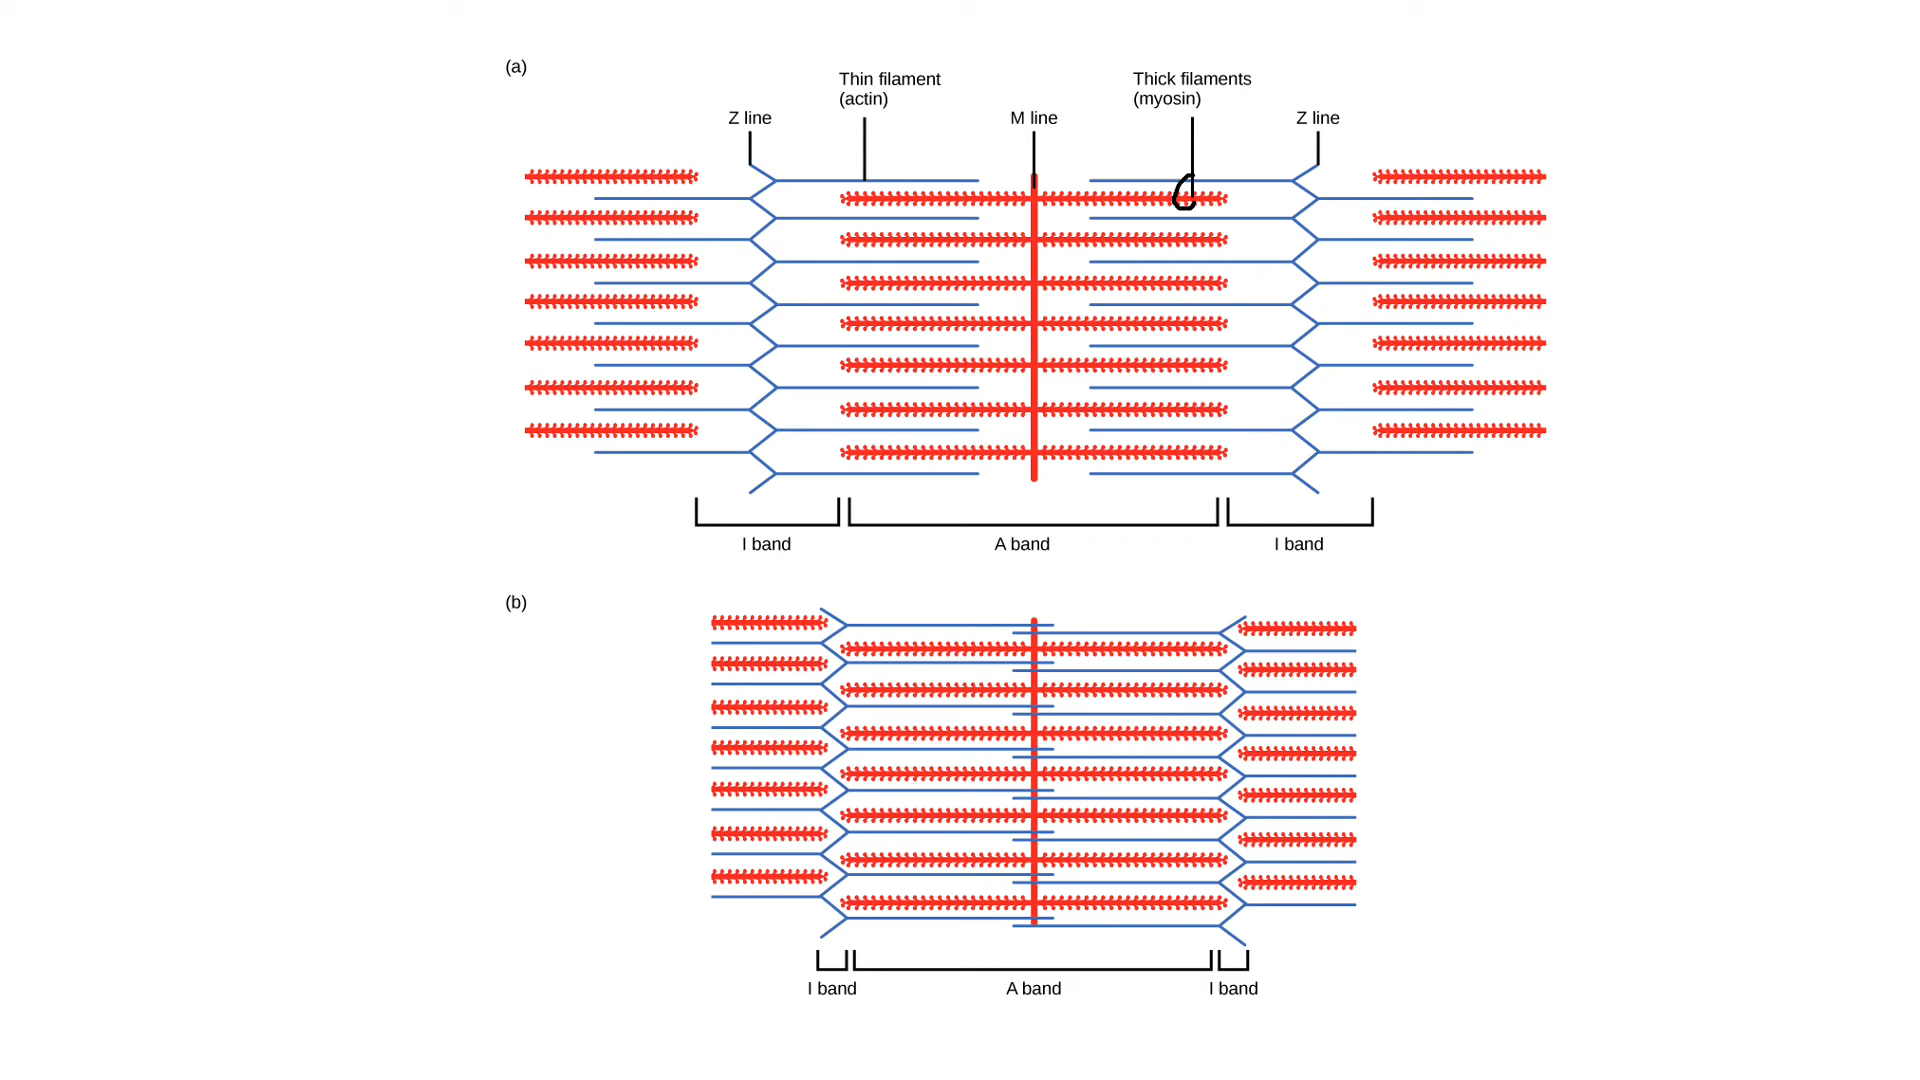 (a)
Thin filament
(actin)
Thick filaments
(myosin)
Z line
M line
Z line
I band
A band
I band
(b)
I band
A band
I band